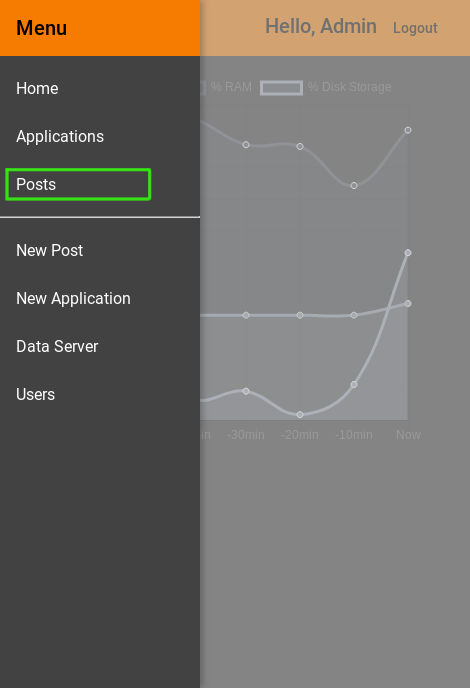 Menu
Hello, Admin
Logout
Home
% RAM
% Disk Storage
Applications
Posts
New Post
New Application
Data Server
Users
-30min
-20min
-10min
Now